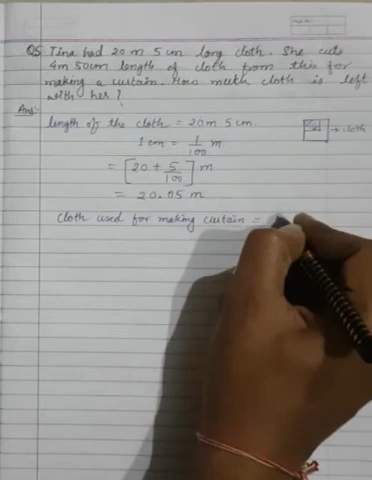 Q5 Tina had 20 m 5 cm long cloth. She cuts
4m 50cm length of cloth from this for
making a curtain. How much cloth is left
with her?
Ans:-
length of the cloth = 20m 5 cm.
→ cloth
1 cm = 1/100 m
= [20 + 5/100] m
= 20.05 m
cloth used for making curtain =